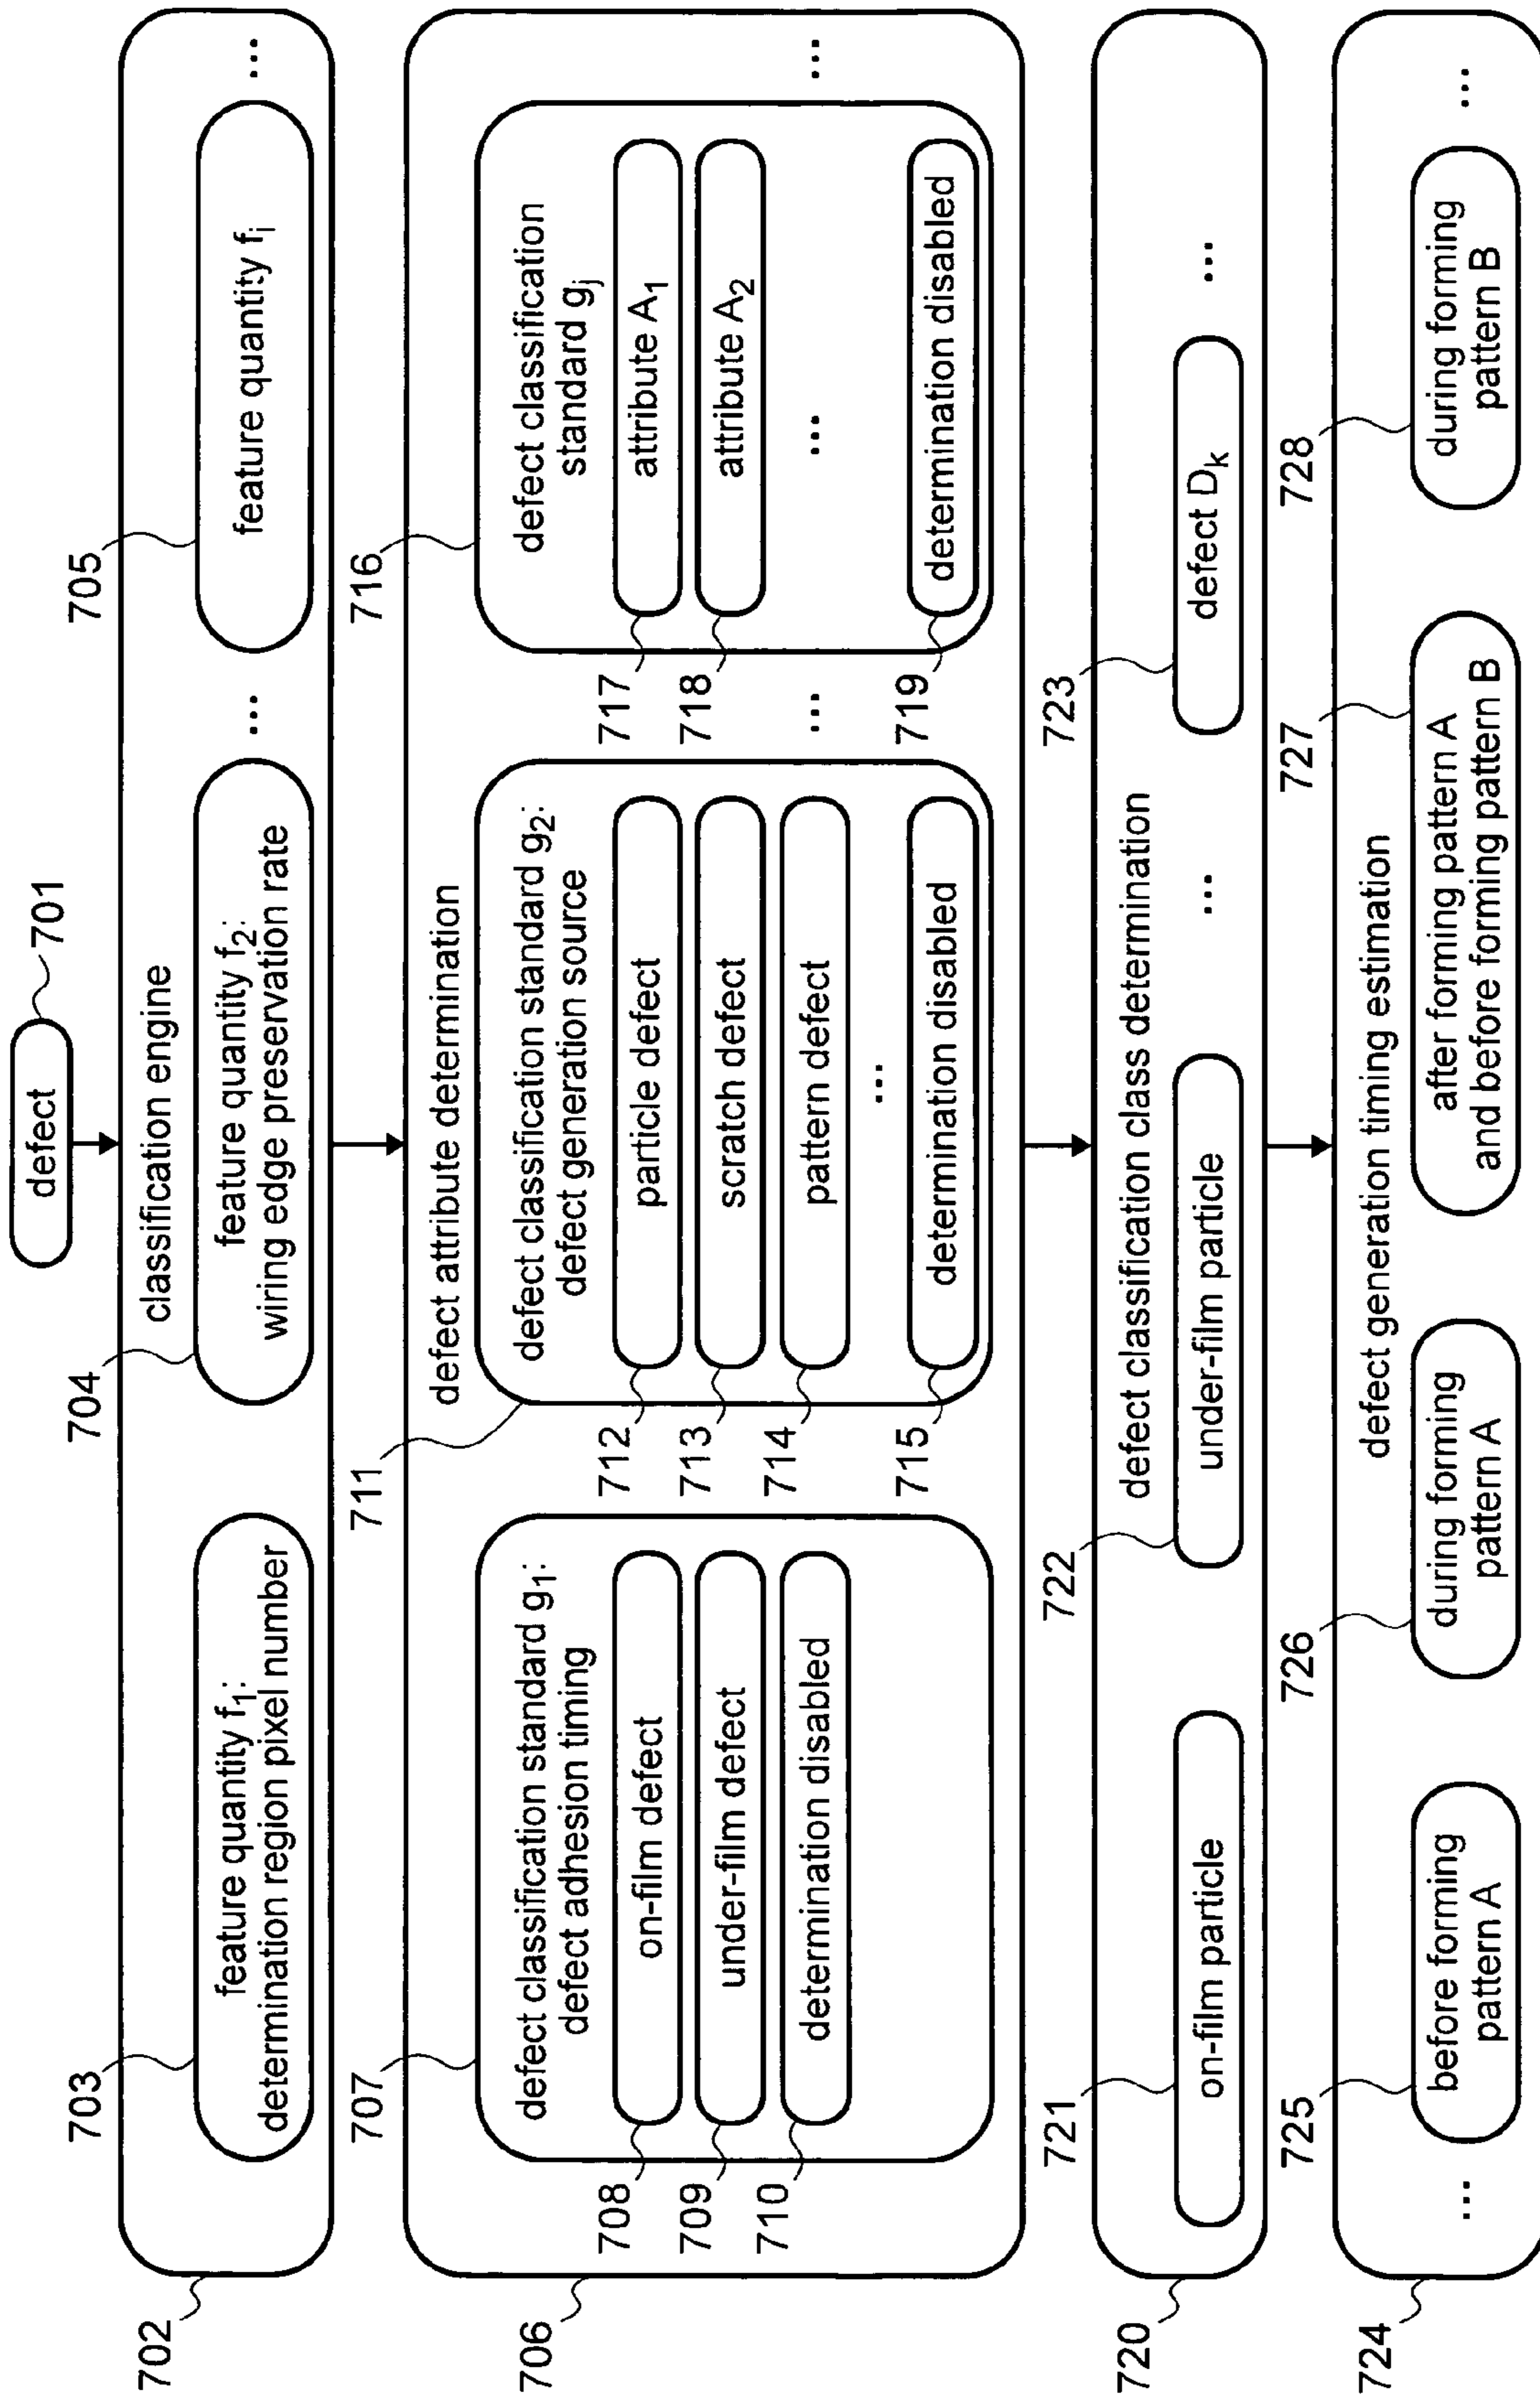 defect
701
702
classification engine
703
feature quantity f1:
determination region pixel number
704
feature quantity f2:
wiring edge preservation rate
...
705
feature quantity fi
...
706
defect attribute determination
707
defect classification standard g1:
defect adhesion timing
708
on-film defect
709
under-film defect
710
determination disabled
711
defect classification standard g2:
defect generation source
712
particle defect
713
scratch defect
714
pattern defect
...
715
determination disabled
...
716
defect classification
standard gj
717
attribute A1
718
attribute A2
...
719
determination disabled
...
720
defect classification class determination
721
on-film particle
722
under-film particle
...
723
defect Dk
...
724
defect generation timing estimation
...
725
before forming
pattern A
726
during forming
pattern A
727
after forming pattern A
and before forming pattern B
728
during forming
pattern B
...